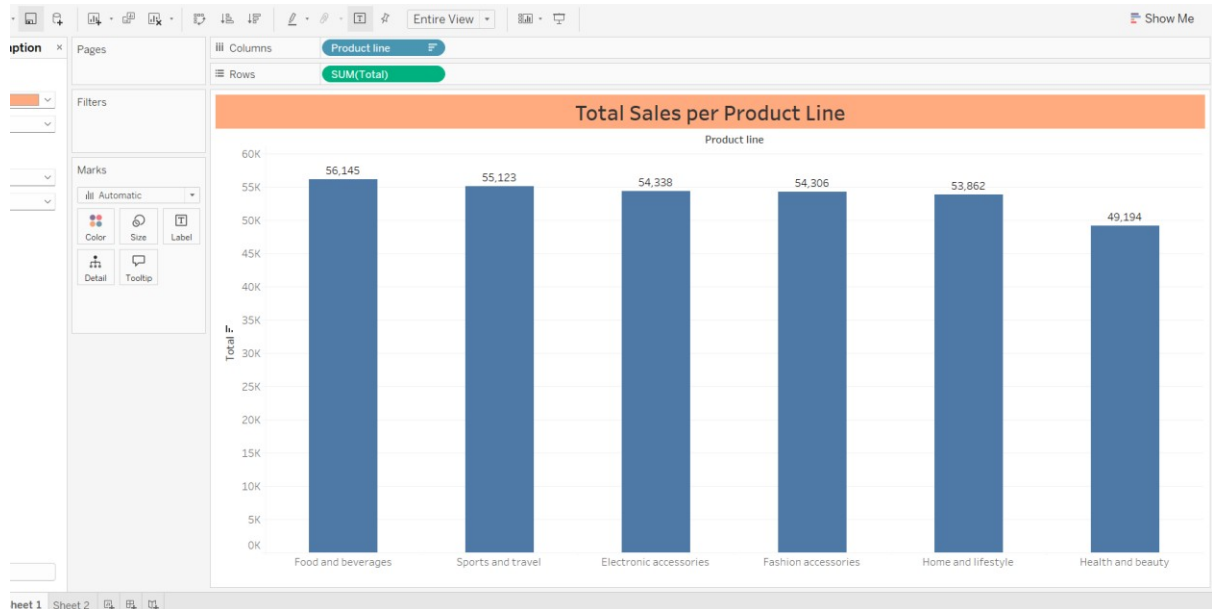 Entire View
Show Me
ption ×
Pages
Columns
Product line
Rows
SUM(Total)
Filters
Marks
Automatic
Color
Size
Label
Detail
Tooltip
Total Sales per Product Line
Product line
60K
55K
50K
45K
40K
35K
30K
25K
20K
15K
10K
5K
0K
Total
56,145
55,123
54,338
54,306
53,862
49,194
Food and beverages
Sports and travel
Electronic accessories
Fashion accessories
Home and lifestyle
Health and beauty
heet 1
Sheet 2